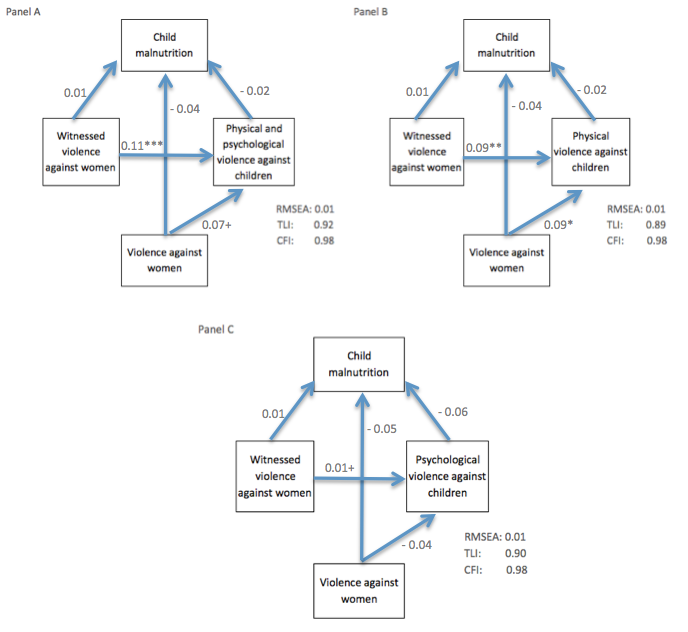 Panel A
Child
malnutrition
0.01
- 0.04
- 0.02
Witnessed
violence
against women
0.11***
Physical and
psychological
violence against
children
0.07+
RMSEA: 0.01
TLI: 0.92
CFI: 0.98
Violence against
women
Panel B
Child
malnutrition
0.01
- 0.04
- 0.02
Witnessed
violence
against women
0.09**
Physical
violence against
children
0.09*
RMSEA: 0.01
TLI: 0.89
CFI: 0.98
Violence against
women
Panel C
Child
malnutrition
0.01
- 0.05
- 0.06
Witnessed
violence
against women
0.01+
Psychological
violence against
children
- 0.04
RMSEA: 0.01
TLI: 0.90
CFI: 0.98
Violence against
women